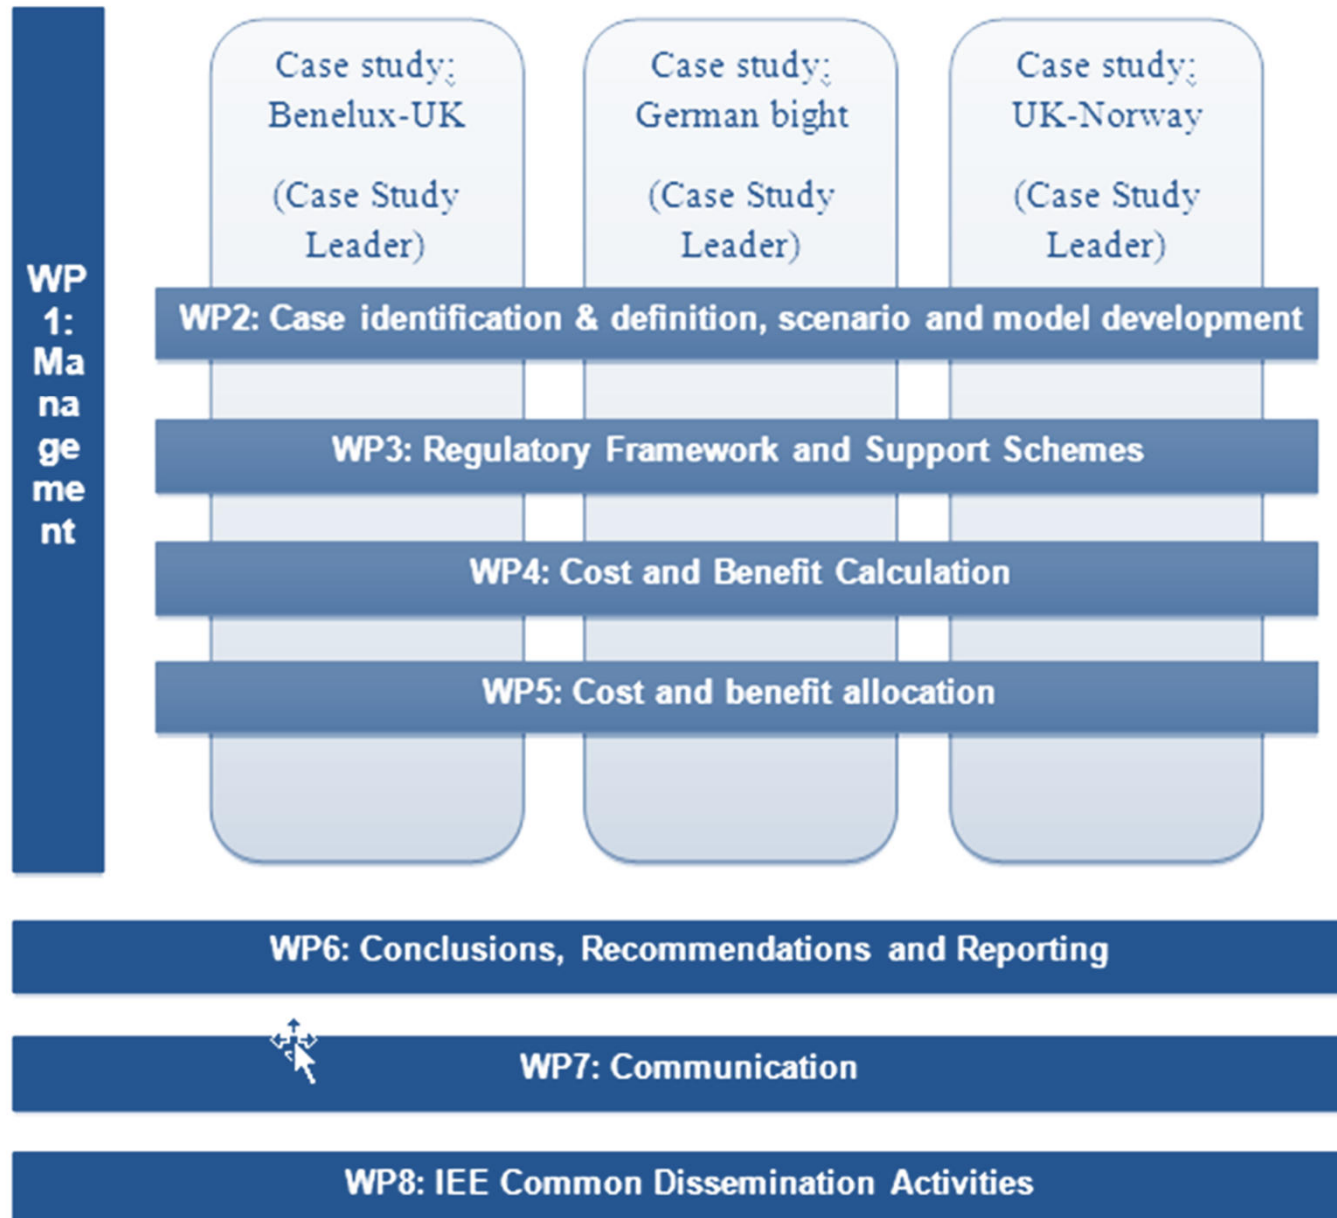 WP
1:
Ma
na
ge
me
nt
Case study:
Benelux-UK
(Case Study
Leader)
Case study:
German bight
(Case Study
Leader)
Case study:
UK-Norway
(Case Study
Leader)
WP2: Case identification & definition, scenario and model development
WP3: Regulatory Framework and Support Schemes
WP4: Cost and Benefit Calculation
WP5: Cost and benefit allocation
WP6: Conclusions, Recommendations and Reporting
WP7: Communication
WP8: IEE Common Dissemination Activities